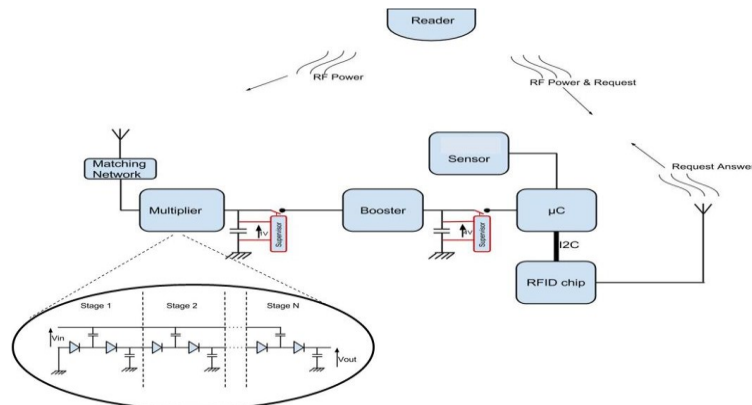 Reader
RF Power
RF Power & Request
Sensor
Request Answer
Matching
Network
Multiplier
Supervisor
Booster
Supervisor
µC
I2C
RFID chip
Stage 1
Stage 2
Stage N
Vin
Vout